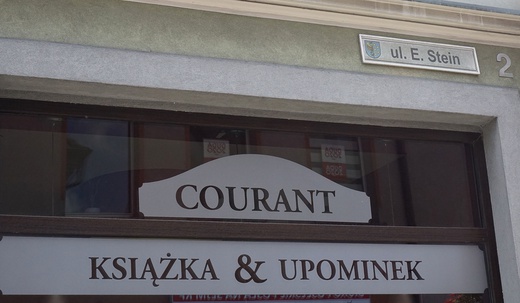 ul. E. Stein
2
COURANT
KSIĄŻKA & UPOMINEK